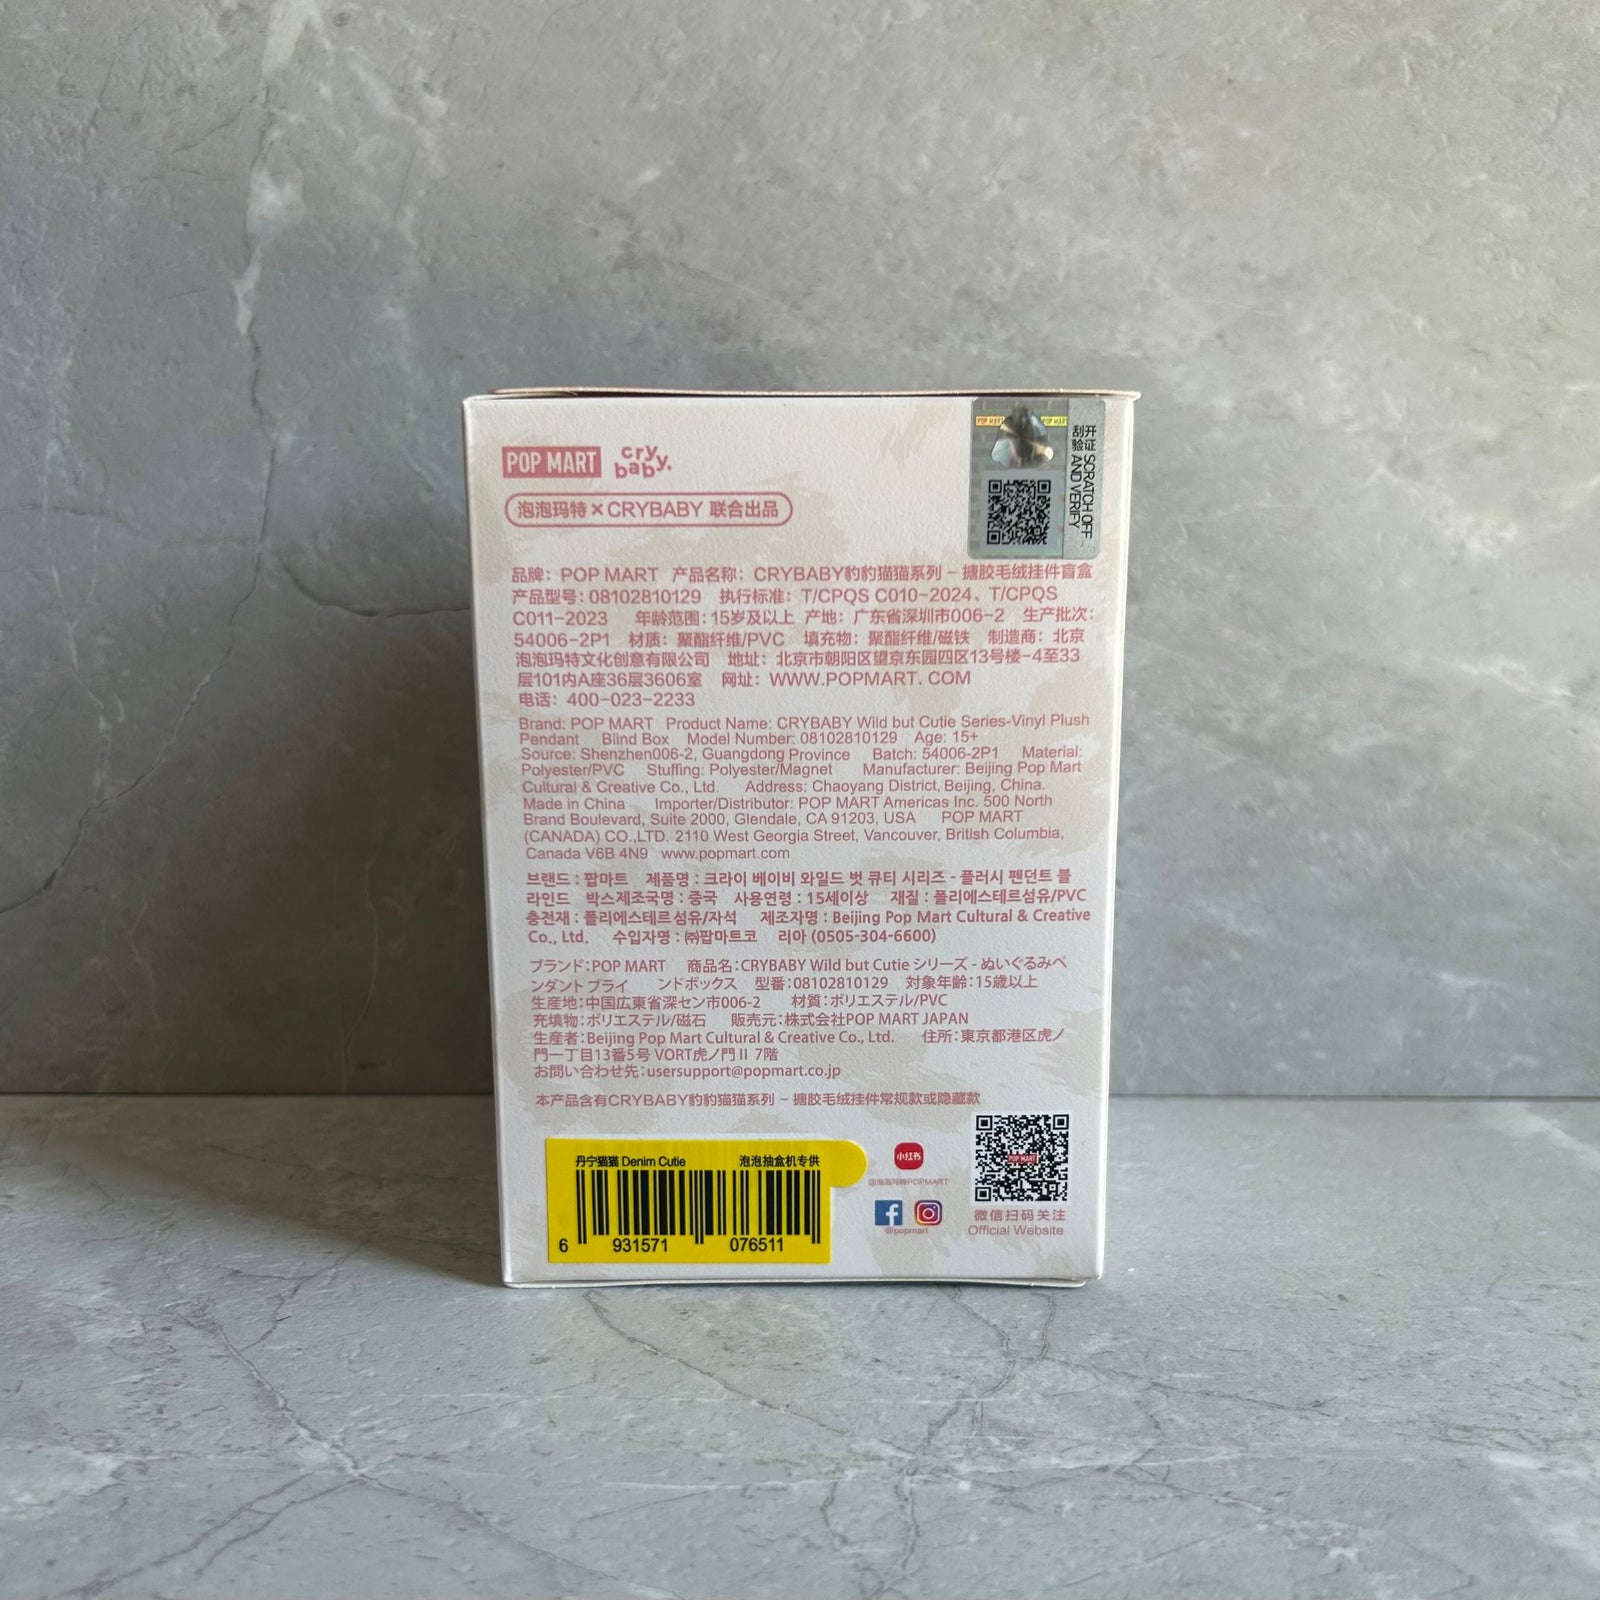 POP MART cry baby.
泡泡玛特×CRYBABY 联合出品
POP MART POP MART
开证 SCRATCH OFF
刮验 AND VERIFY
品牌：POP MART 产品名称：CRYBABY豹豹猫猫系列－搪胶毛绒挂件盲盒
产品型号：08102810129 执行标准：T/CPQS C010-2024、T/CPQS
C011-2023 年龄范围：15岁及以上 产地：广东省深圳市006-2 生产批次：
54006-2P1 材质：聚酯纤维/PVC 填充物：聚酯纤维/磁铁 制造商：北京
泡泡玛特文化创意有限公司 地址：北京市朝阳区望京东园四区13号楼-4至33
层101内A座36层3606室 网址：WWW.POPMART.COM
电话：400-023-2233
Brand: POP MART Product Name: CRYBABY Wild but Cutie Series-Vinyl Plush
Pendant Blind Box Model Number: 08102810129 Age: 15+
Source: Shenzhen006-2, Guangdong Province Batch: 54006-2P1 Material:
Polyester/PVC Stuffing: Polyester/Magnet Manufacturer: Beijing Pop Mart
Cultural & Creative Co., Ltd. Address: Chaoyang District, Beijing, China.
Made in China Importer/Distributor: POP MART Americas Inc. 500 North
Brand Boulevard, Suite 2000, Glendale, CA 91203, USA POP MART
(CANADA) CO.,LTD. 2110 West Georgia Street, Vancouver, British Columbia,
Canada V6B 4N9 www.popmart.com
브랜드 : 팝마트 제품명 : 크라이 베이비 와일드 벗 큐티 시리즈 - 플러시 펜던트 블
라인드 박스제조국명 : 중국 사용연령 : 15세이상 재질 : 폴리에스테르섬유/PVC
충전재 : 폴리에스테르섬유/자석 제조자명 : Beijing Pop Mart Cultural & Creative
Co., Ltd. 수입자명 : ㈜팝마트코 리아 (0505-304-6600)
ブランド：POP MART 商品名：CRYBABY Wild but Cutie シリーズ - ぬいぐるみペ
ンダント ブライ ンドボックス 型番：08102810129 対象年齢：15歳以上
生産地：中国広東省深セン市006-2 材質：ポリエステル/PVC
充填物：ポリエステル/磁石 販売元：株式会社POP MART JAPAN
生産者：Beijing Pop Mart Cultural & Creative Co., Ltd. 住所：東京都港区虎ノ
門一丁目13番5号 VORT虎ノ門Ⅱ 7階
お問い合わせ先：usersupport@popmart.co.jp
本产品含有CRYBABY豹豹猫猫系列－搪胶毛绒挂件常规款或隐藏款
丹宁猫猫 Denim Cutie 泡泡抽盒机专供
6 931571 076511
小红书
@泡泡玛特POPMART
@popmart
POP MART
微信扫码关注
Official Website